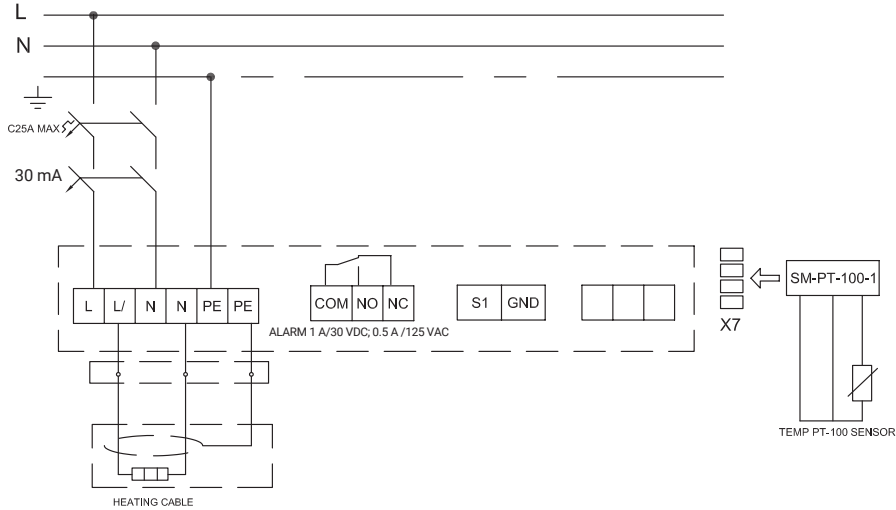 L
N
C25A MAX
30 mA
L L/ N N PE PE
COM NO NC
S1 GND
ALARM 1 A/30 VDC; 0.5 A /125 VAC
X7
SM-PT-100-1
TEMP PT-100 SENSOR
HEATING CABLE